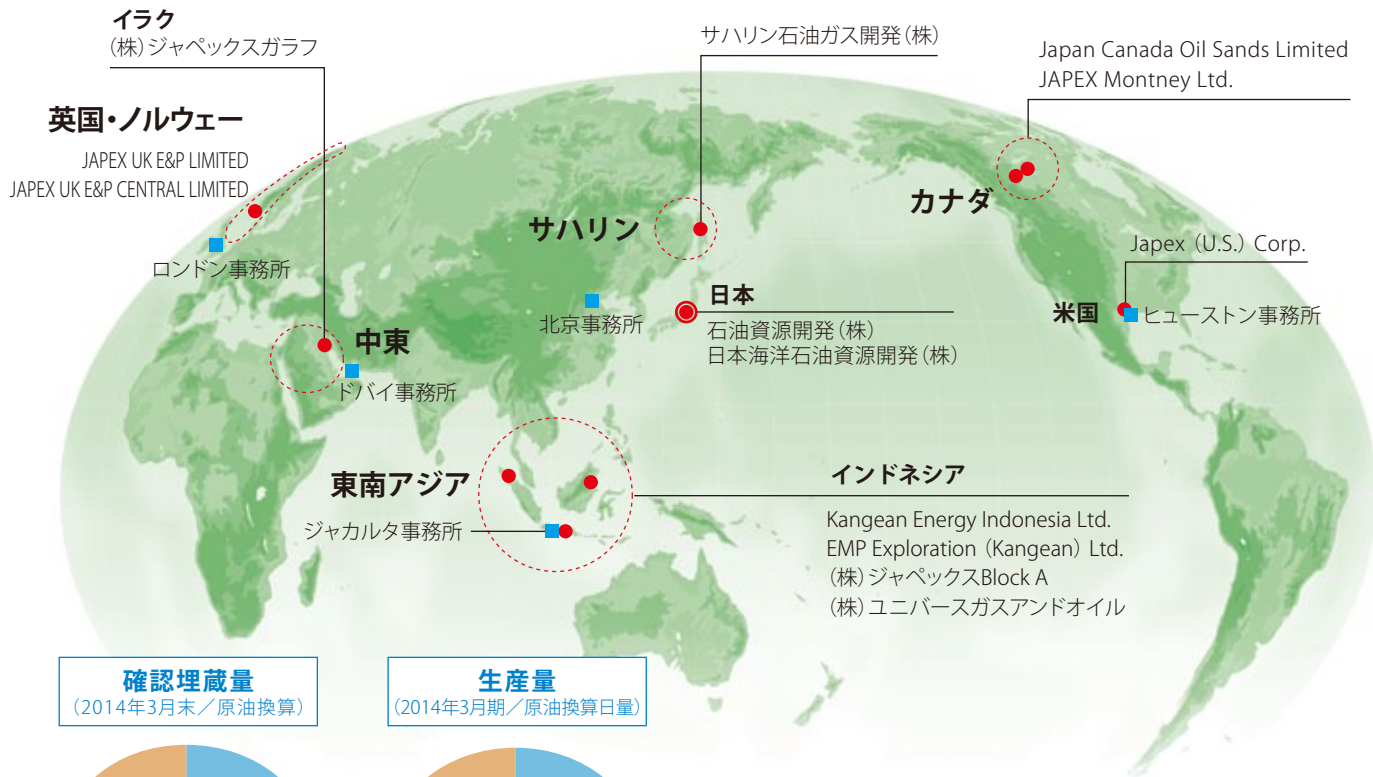 イラク
(株)ジャペックスガラフ
サハリン石油ガス開発(株)
Japan Canada Oil Sands Limited
JAPEX Montney Ltd.
英国・ノルウェー
JAPEX UK E&P LIMITED
JAPEX UK E&P CENTRAL LIMITED
カナダ
サハリン
Japex (U.S.) Corp.
ロンドン事務所
日本
米国
ヒューストン事務所
北京事務所
石油資源開発(株)
日本海洋石油資源開発(株)
中東
ドバイ事務所
東南アジア
インドネシア
ジャカルタ事務所
Kangean Energy Indonesia Ltd.
EMP Exploration (Kangean) Ltd.
(株)ジャペックスBlock A
(株)ユニバースガスアンドオイル
確認埋蔵量
(2014年3月末/原油換算)
生産量
(2014年3月期/原油換算日量)